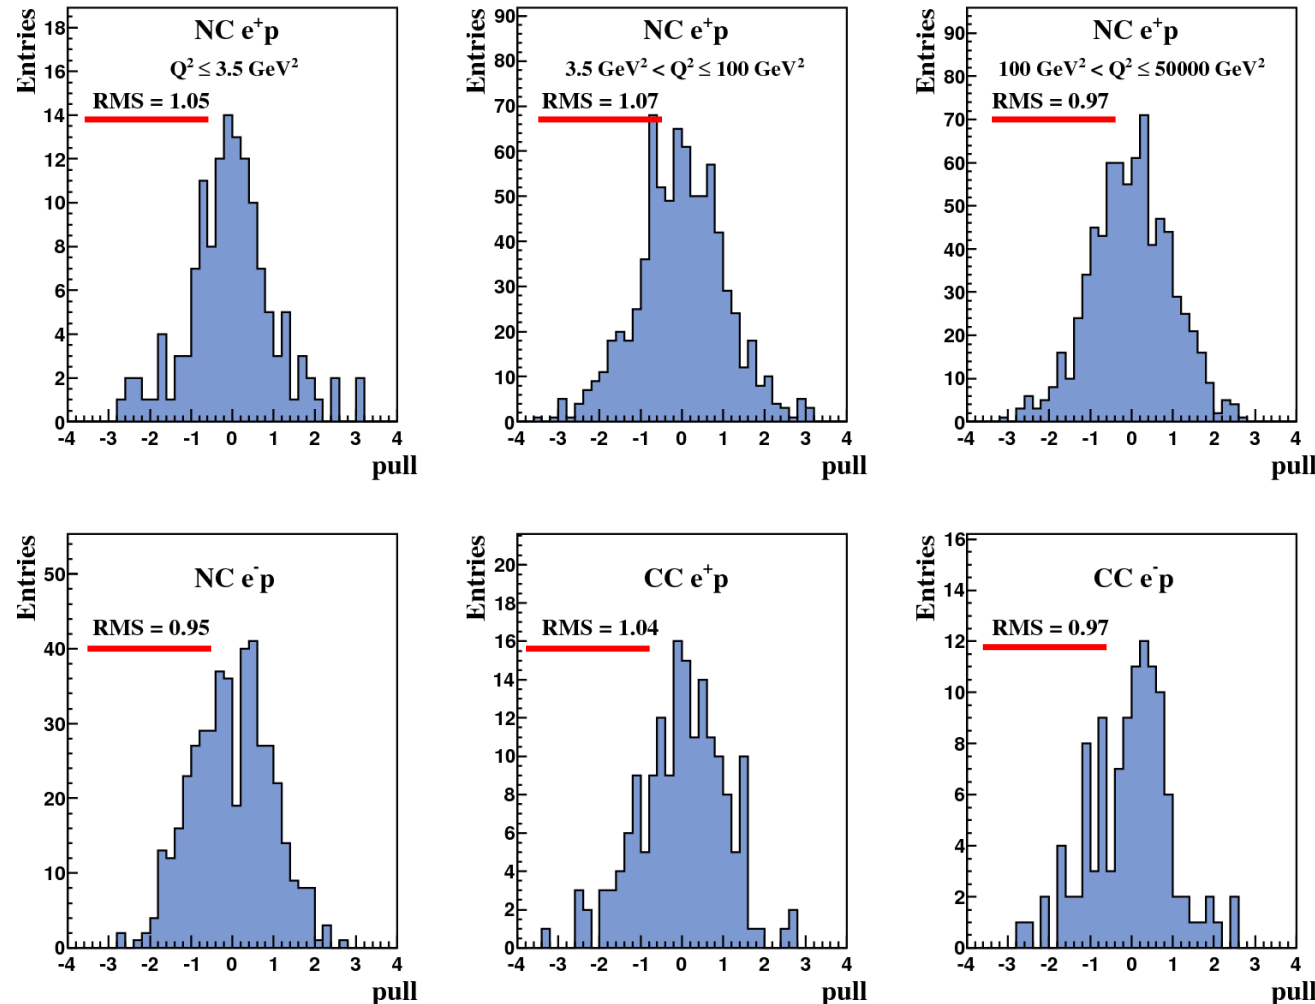 Entries
NC e⁺p
Q² ≤ 3.5 GeV²
RMS = 1.05
18
16
14
12
10
8
6
4
2
0
-4 -3 -2 -1 0 1 2 3 4
pull
Entries
NC e⁺p
3.5 GeV² < Q² ≤ 100 GeV²
RMS = 1.07
90
80
70
60
50
40
30
20
10
0
-4 -3 -2 -1 0 1 2 3 4
pull
Entries
NC e⁺p
100 GeV² < Q² ≤ 50000 GeV²
RMS = 0.97
90
80
70
60
50
40
30
20
10
0
-4 -3 -2 -1 0 1 2 3 4
pull
Entries
NC e⁻p
RMS = 0.95
50
40
30
20
10
0
-4 -3 -2 -1 0 1 2 3 4
pull
Entries
CC e⁺p
RMS = 1.04
20
18
16
14
12
10
8
6
4
2
0
-4 -3 -2 -1 0 1 2 3 4
pull
Entries
CC e⁻p
RMS = 0.97
16
14
12
10
8
6
4
2
0
-4 -3 -2 -1 0 1 2 3 4
pull